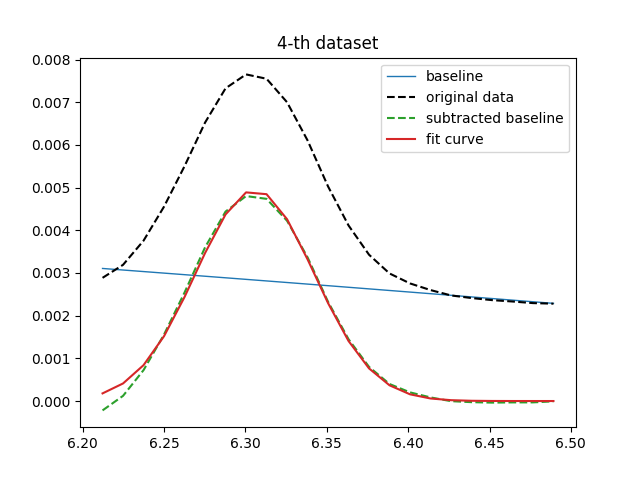 4-th dataset
baseline
original data
subtracted baseline
fit curve
0.008
0.007
0.006
0.005
0.004
0.003
0.002
0.001
0.000
6.20 6.25 6.30 6.35 6.40 6.45 6.50